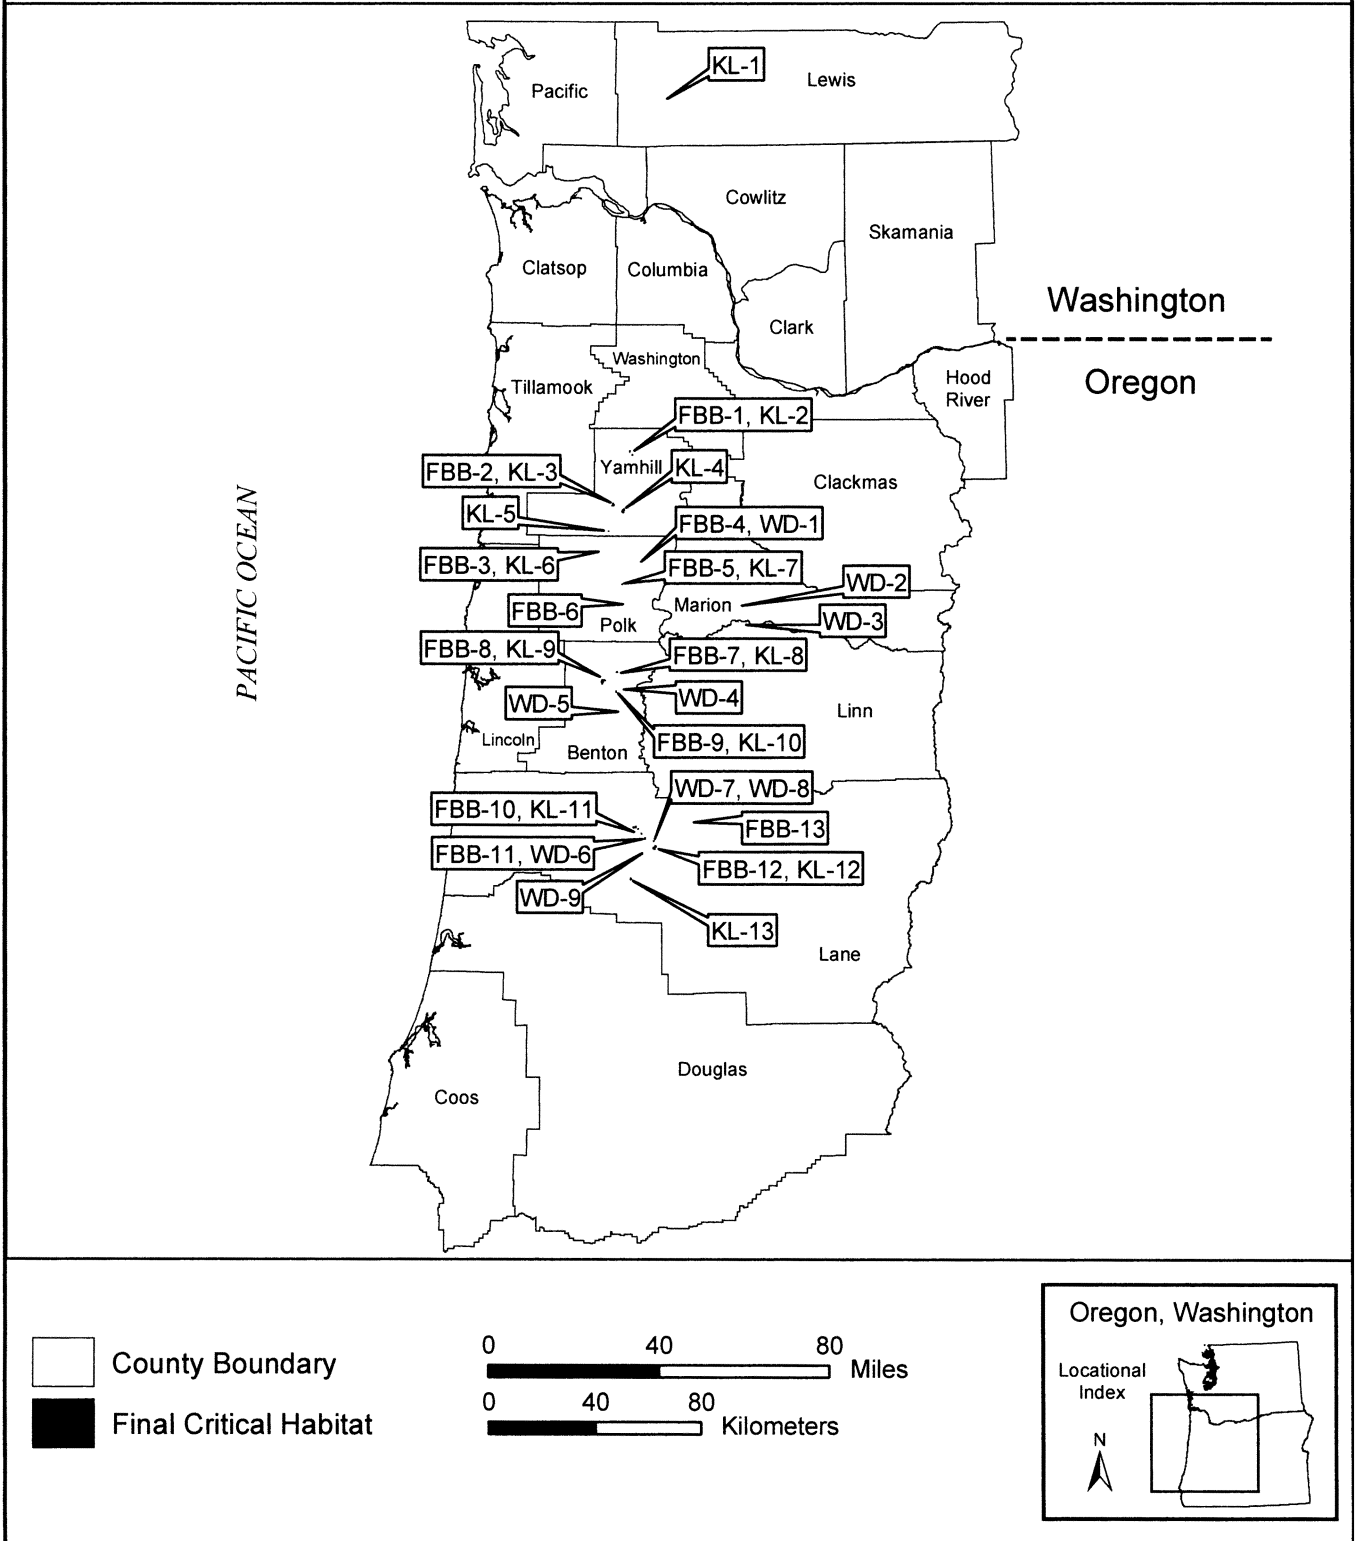 KL-1
Lewis
Pacific
Cowlitz
Skamania
Clatsop
Columbia
Washington
Clark
Washington
Tillamook
Hood
River
Oregon
FBB-1, KL-2
Yamhill
KL-4
FBB-2, KL-3
Clackmas
KL-5
FBB-4, WD-1
PACIFIC OCEAN
FBB-3, KL-6
FBB-5, KL-7
WD-2
FBB-6
Marion
Polk
WD-3
FBB-8, KL-9
FBB-7, KL-8
WD-5
WD-4
Linn
Lincoln
FBB-9, KL-10
Benton
WD-7, WD-8
FBB-10, KL-11
FBB-13
FBB-11, WD-6
FBB-12, KL-12
WD-9
KL-13
Lane
Douglas
Coos
County Boundary
Final Critical Habitat
0 40 80
Miles
0 40 80
Kilometers
Oregon, Washington
Locational
Index
N